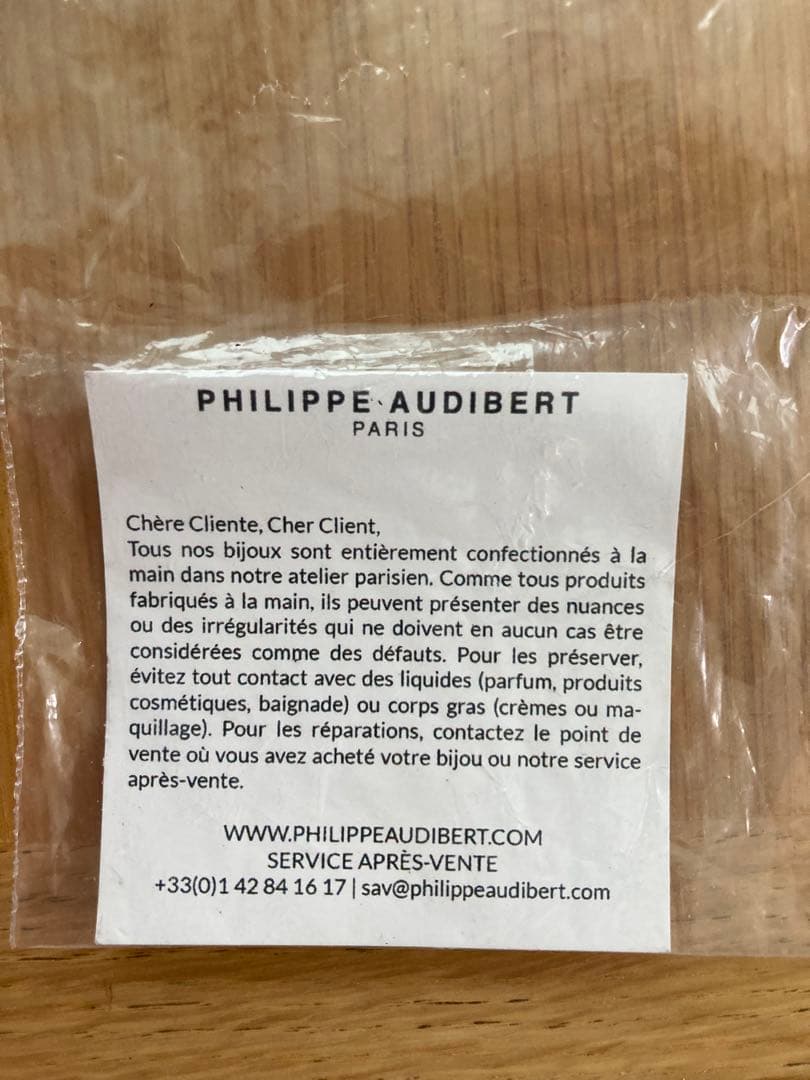 PHILIPPE AUDIBERT
PARIS
Chère Cliente, Cher Client,
Tous nos bijoux sont entièrement confectionnés à la
main dans notre atelier parisien. Comme tous produits
fabriqués à la main, ils peuvent présenter des nuances
ou des irrégularités qui ne doivent en aucun cas être
considérées comme des défauts. Pour les préserver,
évitez tout contact avec des liquides (parfum, produits
cosmétiques, baignade) ou corps gras (crèmes ou ma-
quillage). Pour les réparations, contactez le point de
vente où vous avez acheté votre bijou ou notre service
après-vente.
WWW.PHILIPPEAUDIBERT.COM
SERVICE APRÈS-VENTE
+33(0)1 42 84 16 17 | sav@philippeaudibert.com